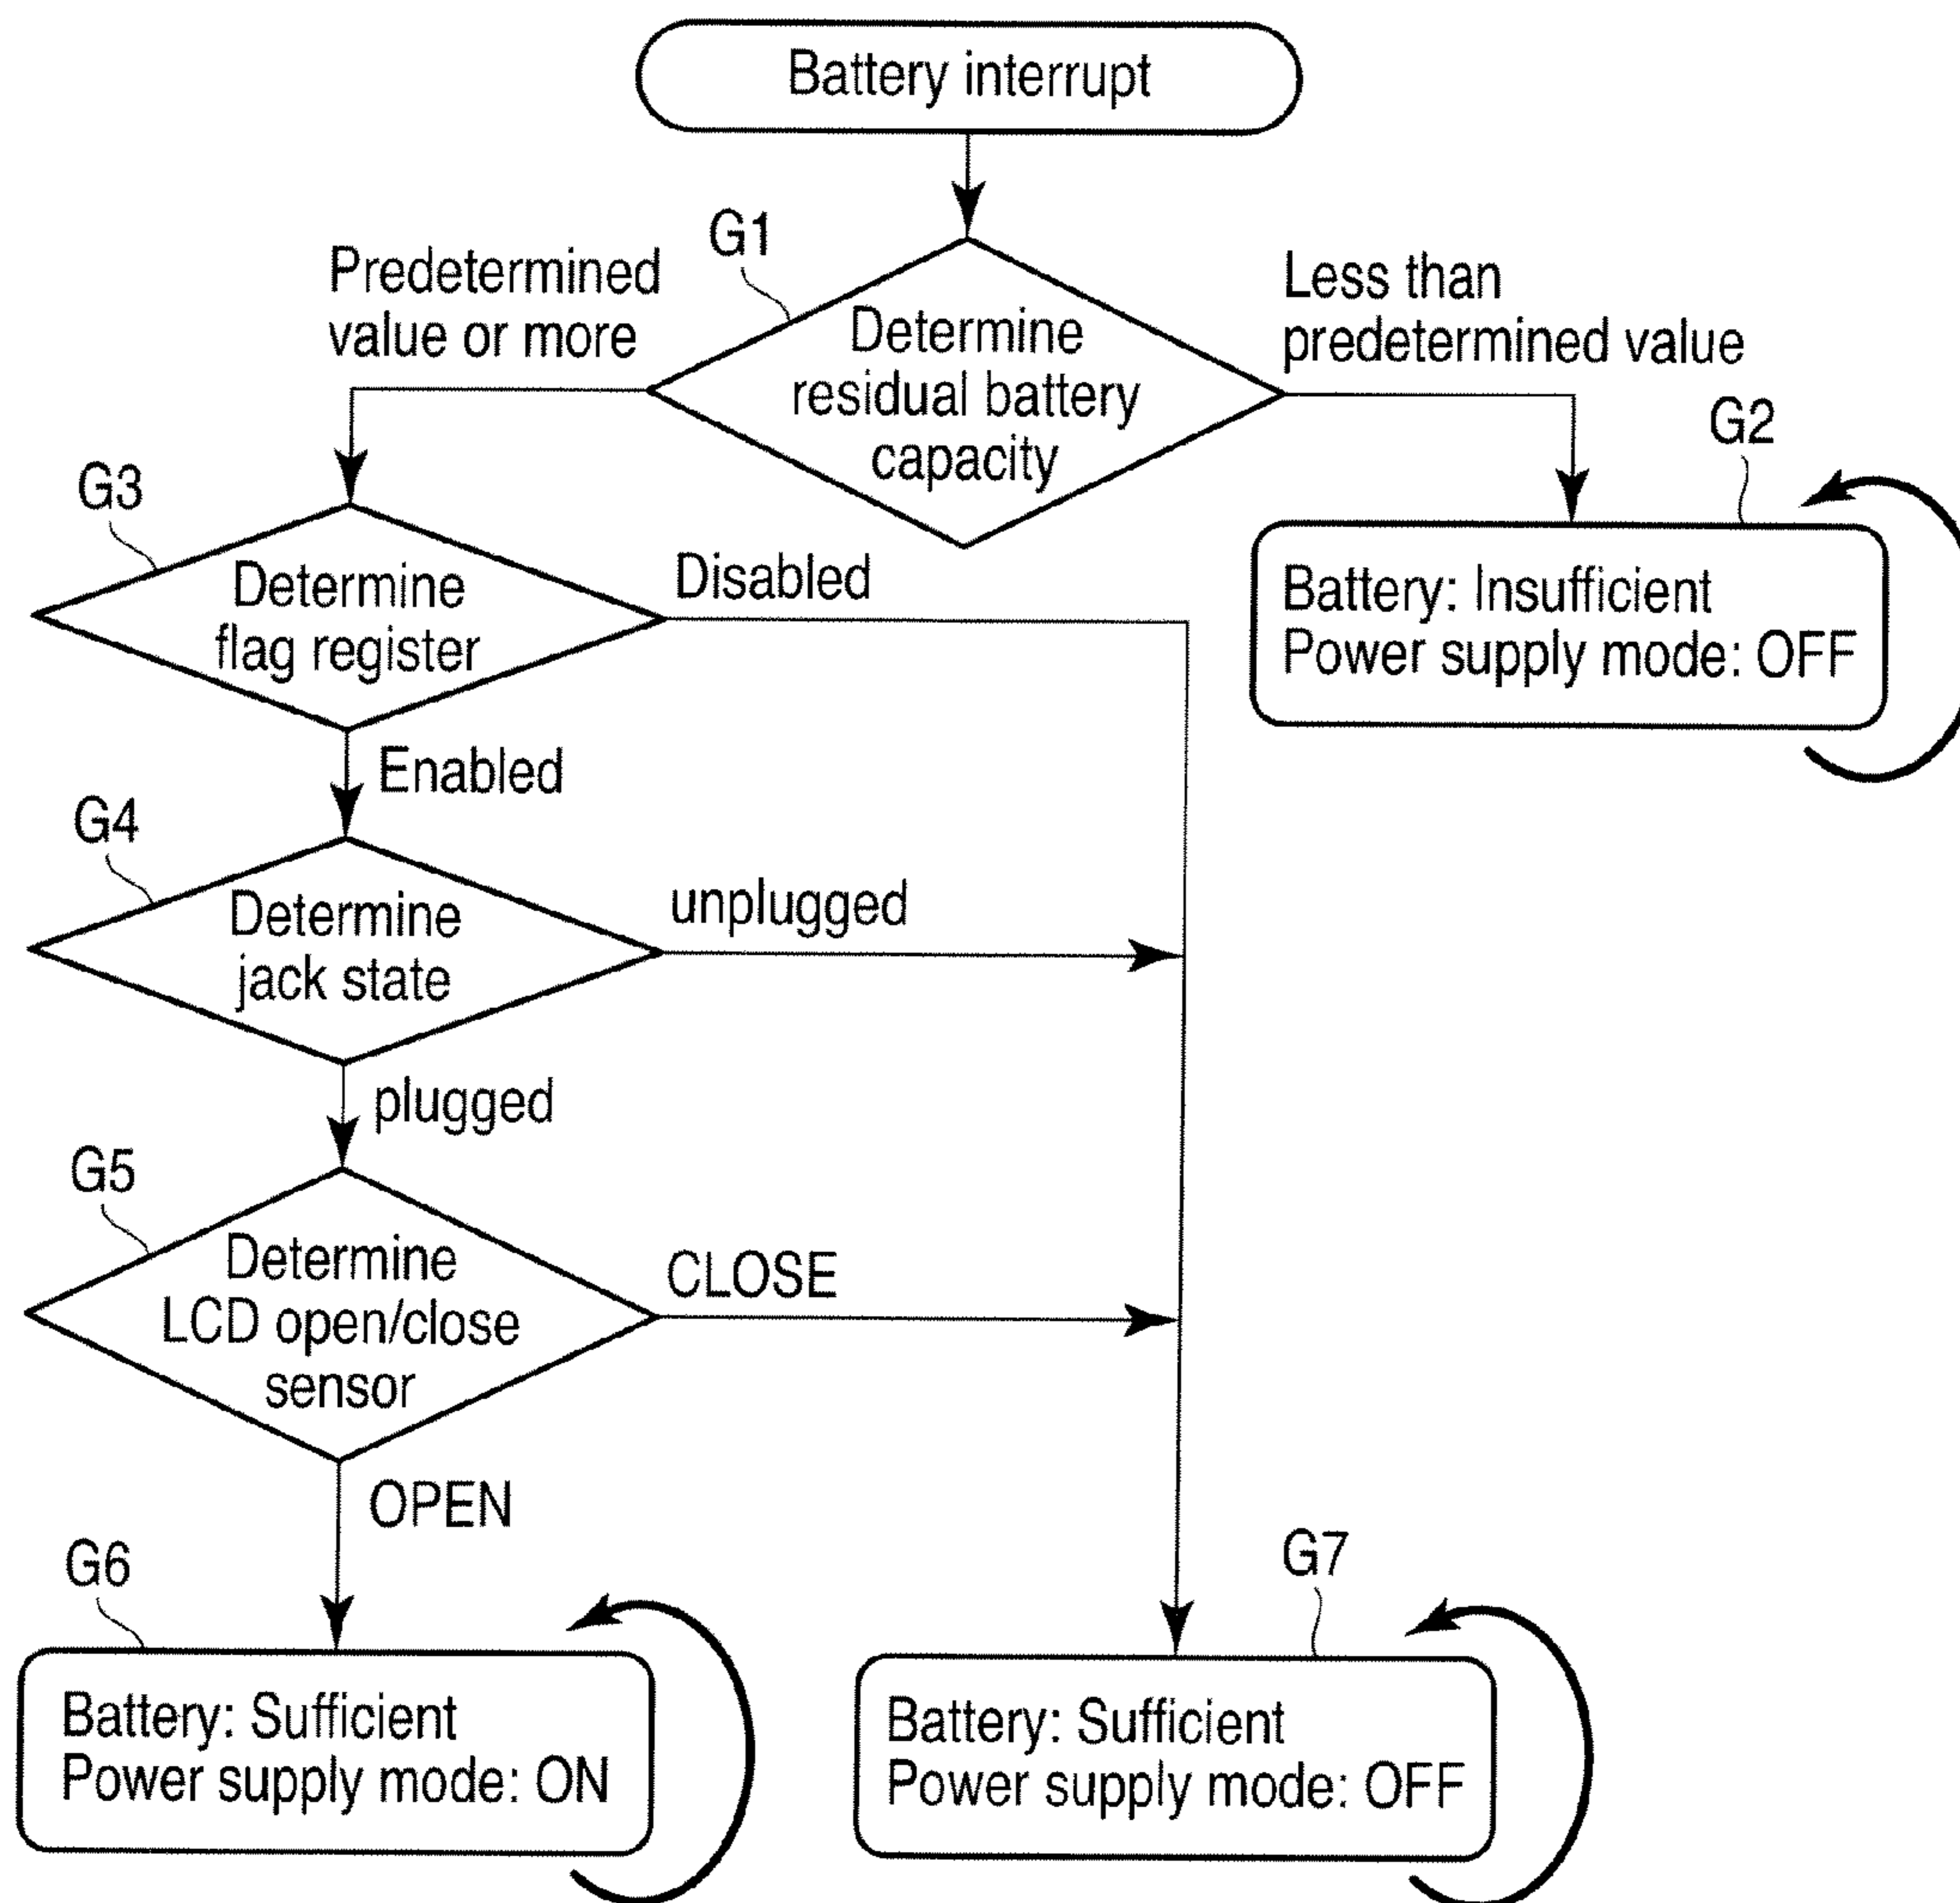 Battery interrupt
G1
Predetermined
value or more
Less than
predetermined value
Determine
residual battery
capacity
G2
Battery: Insufficient
Power supply mode: OFF
G3
Determine
flag register
Disabled
Enabled
G4
Determine
jack state
unplugged
plugged
G5
Determine
LCD open/close
sensor
CLOSE
OPEN
G6
Battery: Sufficient
Power supply mode: ON
G7
Battery: Sufficient
Power supply mode: OFF